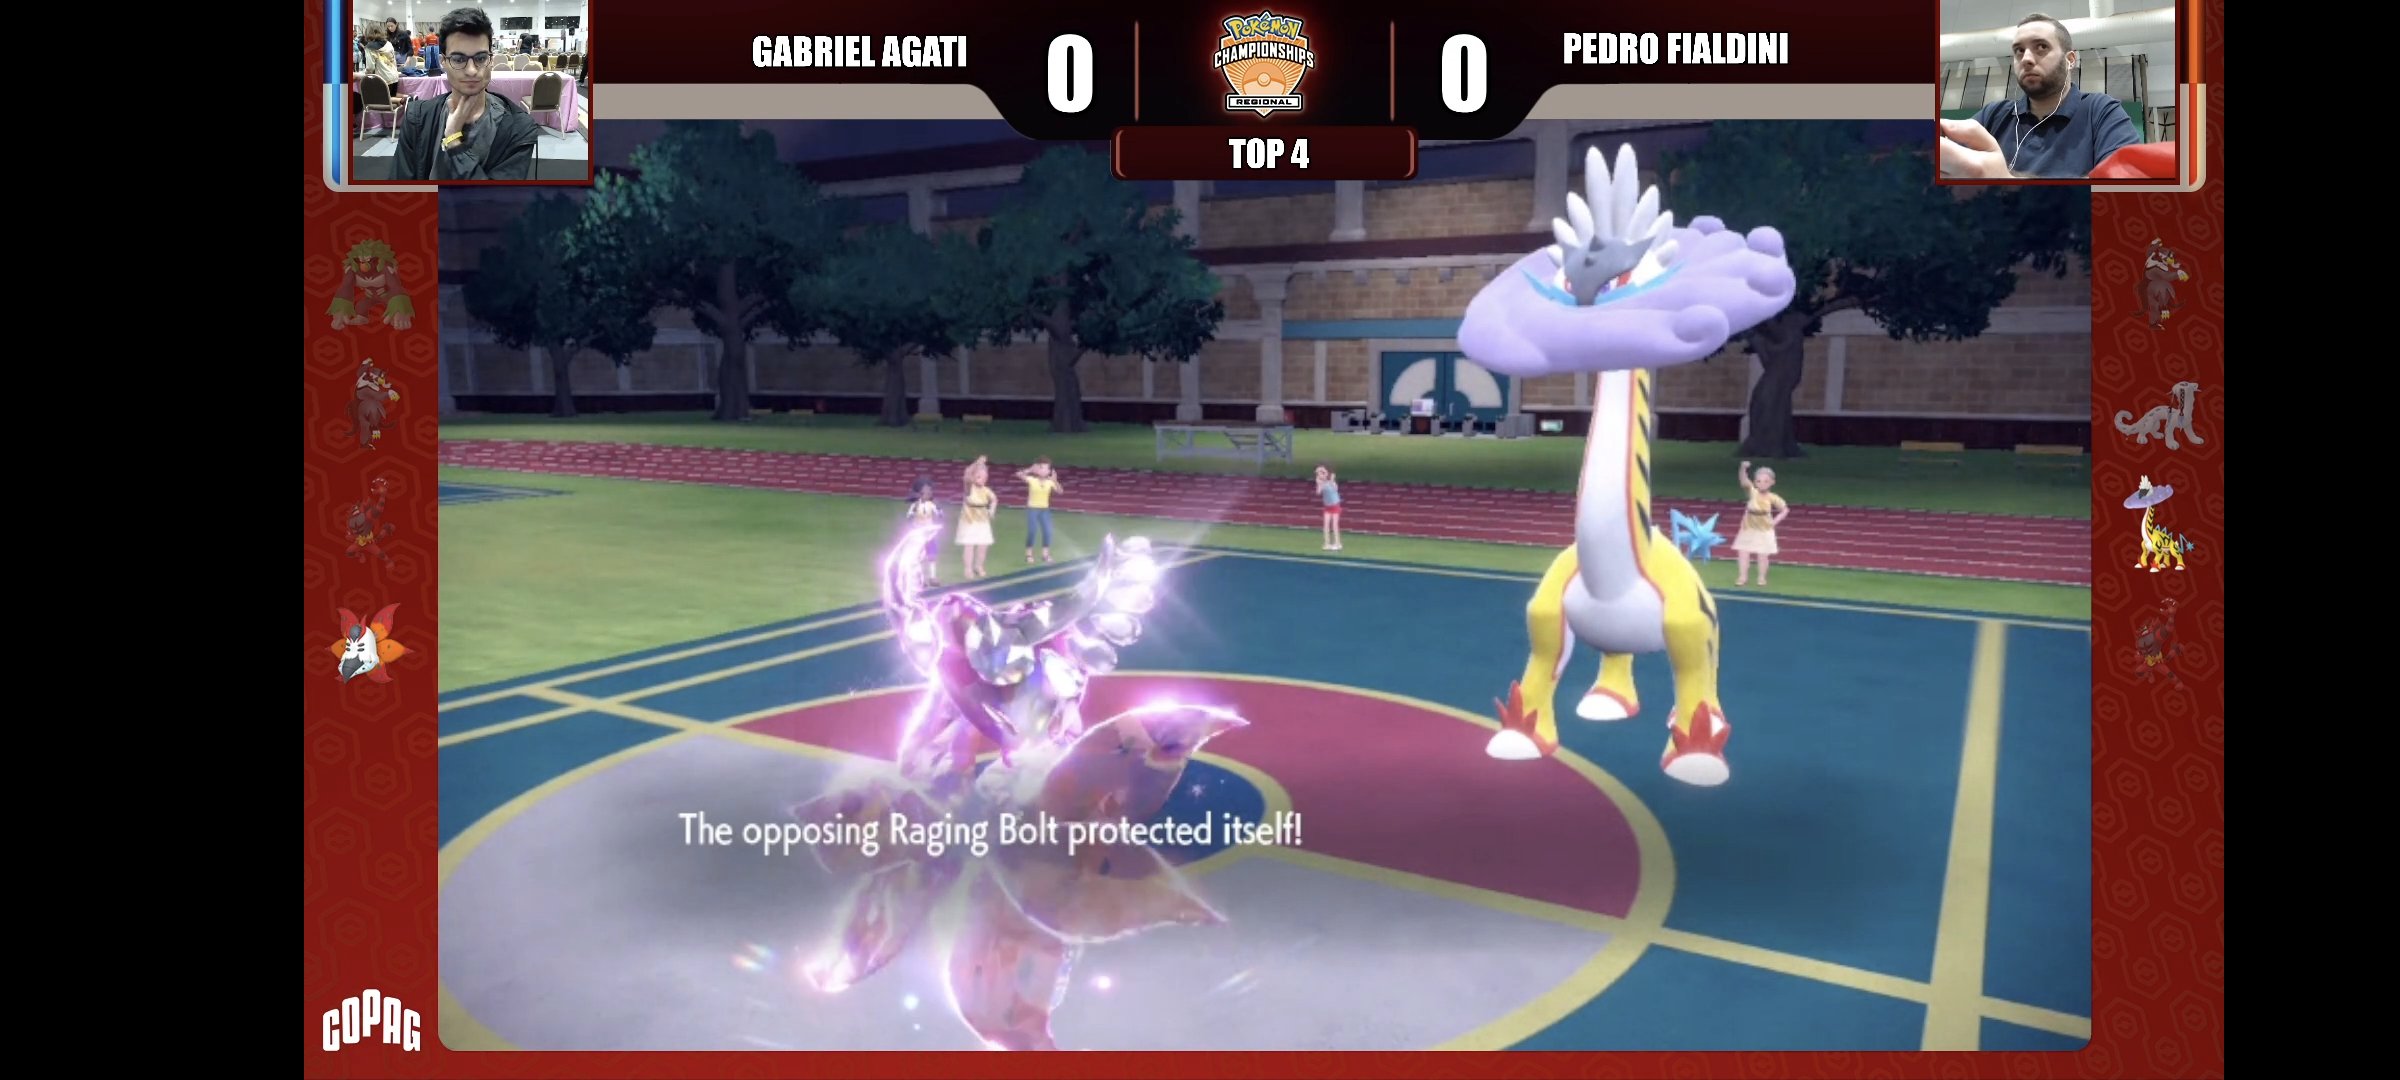 GABRIEL AGATI
0
Pokémon
CHAMPIONSHIPS
REGIONAL
0
PEDRO FIALDINI
TOP 4
The opposing Raging Bolt protected itself!
COPAG